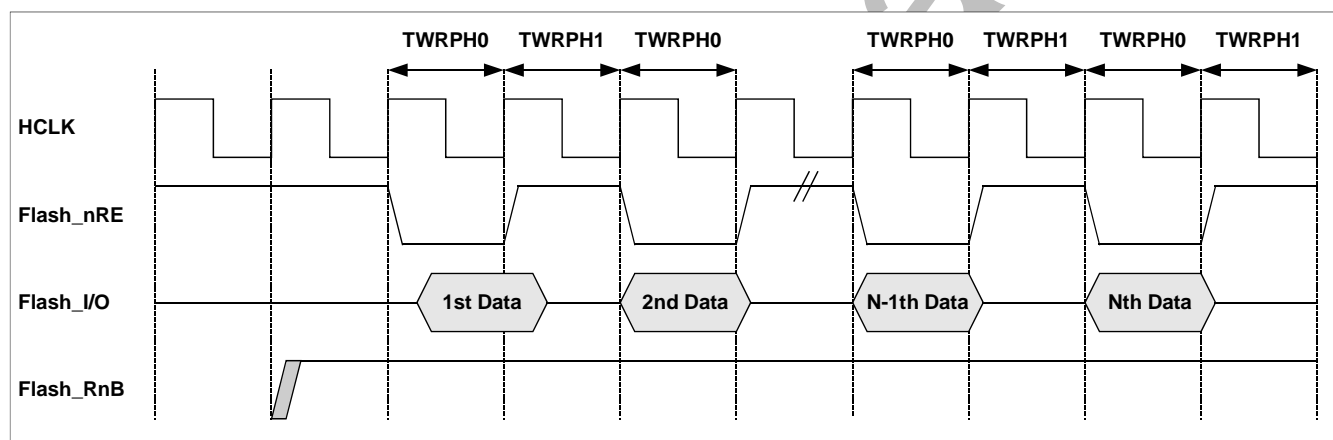 TWRPH0 TWRPH1 TWRPH0 TWRPH0 TWRPH1 TWRPH0 TWRPH1
HCLK
Flash_nRE
Flash_I/O 1st Data 2nd Data N-1th Data Nth Data
Flash_RnB